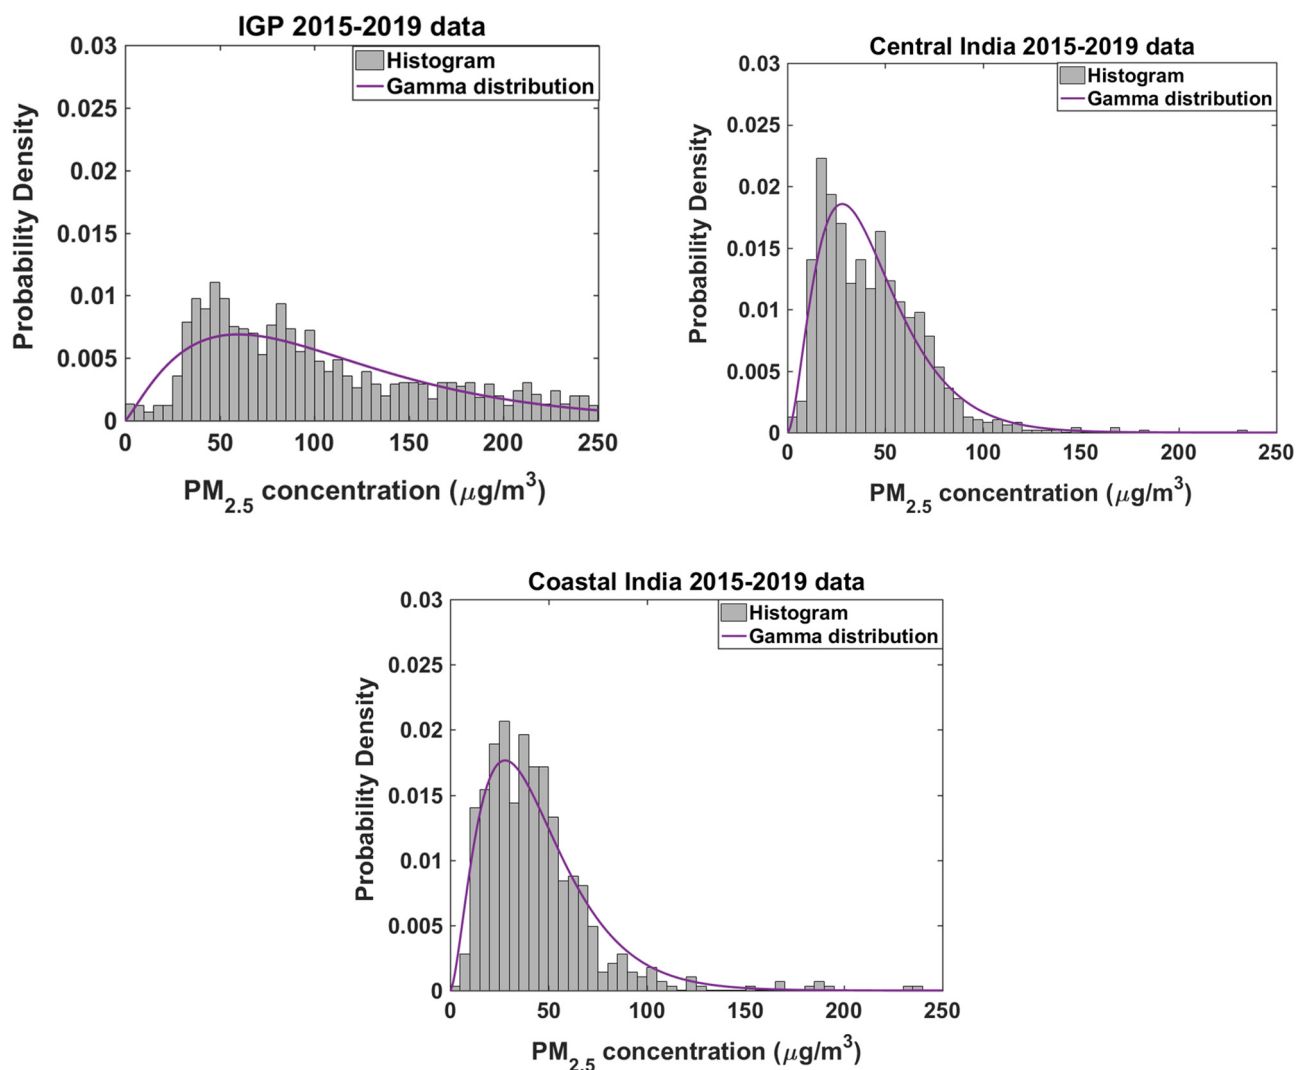 IGP 2015-2019 data
Histogram
Gamma distribution
Probability Density
0.03
0.025
0.02
0.015
0.01
0.005
0
0 50 100 150 200 250
PM2.5 concentration (μg/m3)
Central India 2015-2019 data
Histogram
Gamma distribution
Probability Density
0.03
0.025
0.02
0.015
0.01
0.005
0
0 50 100 150 200 250
PM2.5 concentration (μg/m3)
Coastal India 2015-2019 data
Histogram
Gamma distribution
Probability Density
0.03
0.025
0.02
0.015
0.01
0.005
0
0 50 100 150 200 250
PM2.5 concentration (μg/m3)